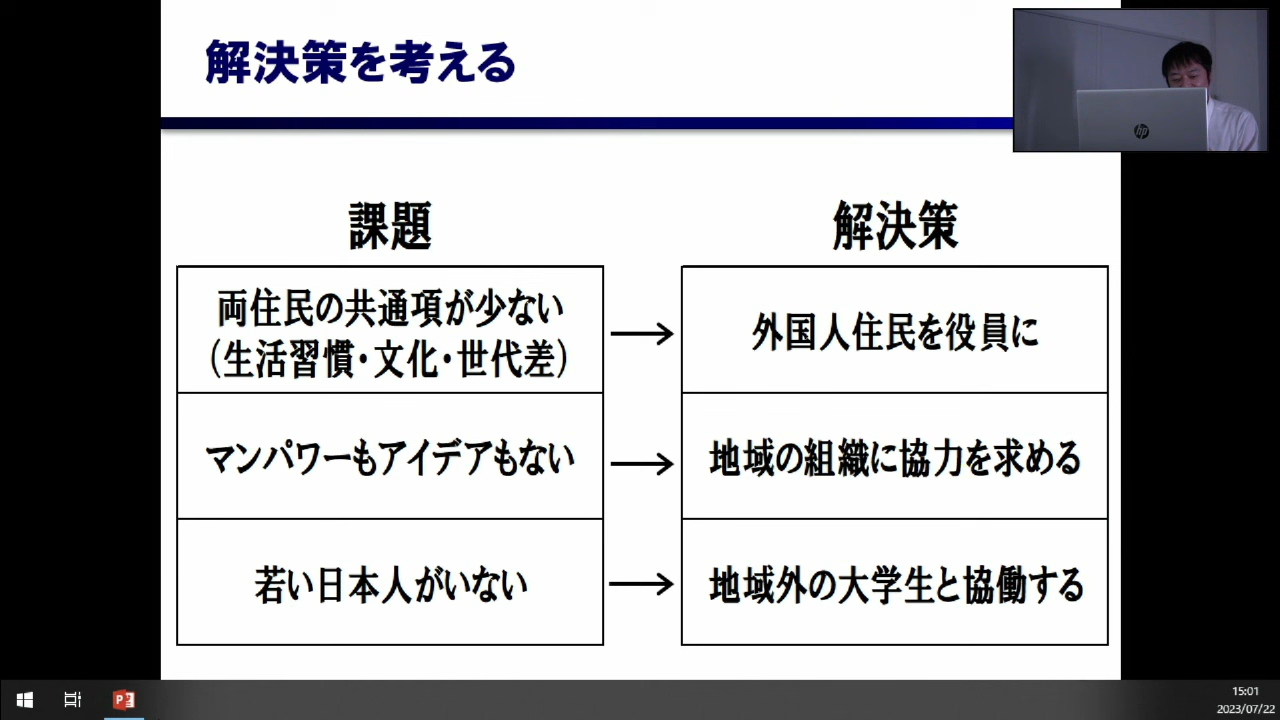 解決策を考える
課題
解決策
両住民の共通項が少ない
（生活習慣・文化・世代差）
外国人住民を役員に
マンパワーもアイデアもない
地域の組織に協力を求める
若い日本人がいない
地域外の大学生と協働する
hp
P
15:01
2023/07/22